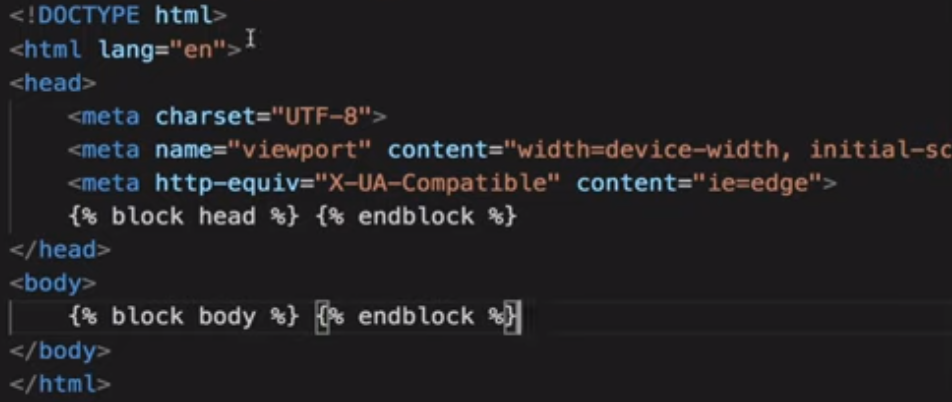 <!DOCTYPE html>
<html lang="en">
<head>
    <meta charset="UTF-8">
    <meta name="viewport" content="width=device-width, initial-sc
    <meta http-equiv="X-UA-Compatible" content="ie=edge">
    {% block head %} {% endblock %}
</head>
<body>
    {% block body %} {% endblock %}
</body>
</html>